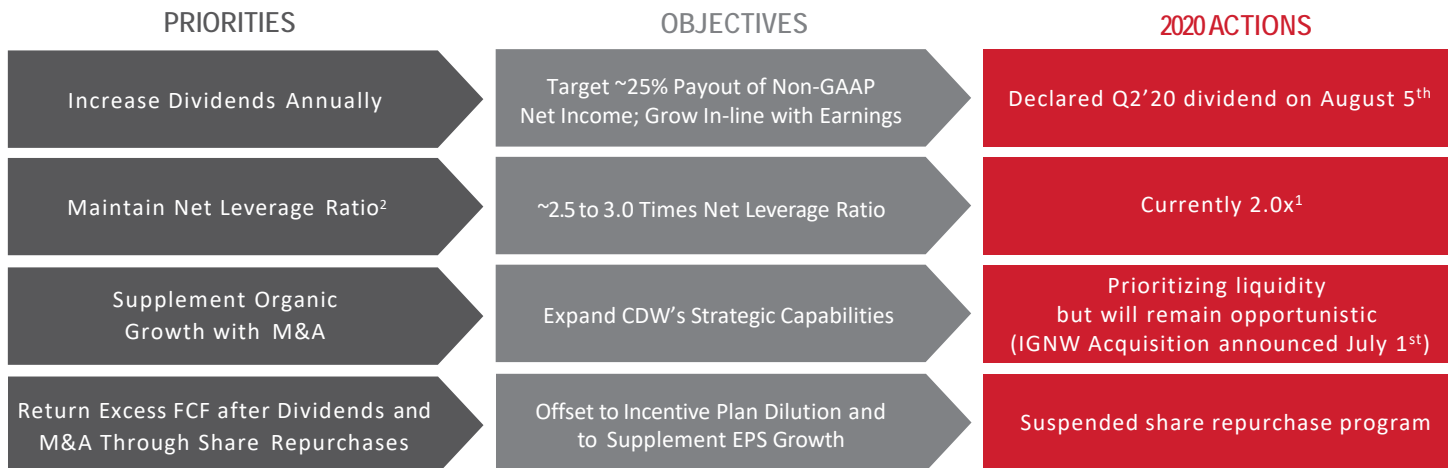 PRIORITIES
OBJECTIVES
2020 ACTIONS
Increase Dividends Annually
Target ~25% Payout of Non-GAAP
Net Income; Grow In-line with Earnings
Declared Q2’20 dividend on August 5th
Maintain Net Leverage Ratio2
~2.5 to 3.0 Times Net Leverage Ratio
Currently 2.0x1
Supplement Organic
Growth with M&A
Expand CDW’s Strategic Capabilities
Prioritizing liquidity
but will remain opportunistic
(IGNW Acquisition announced July 1st)
Return Excess FCF after Dividends and
M&A Through Share Repurchases
Offset to Incentive Plan Dilution and
to Supplement EPS Growth
Suspended share repurchase program